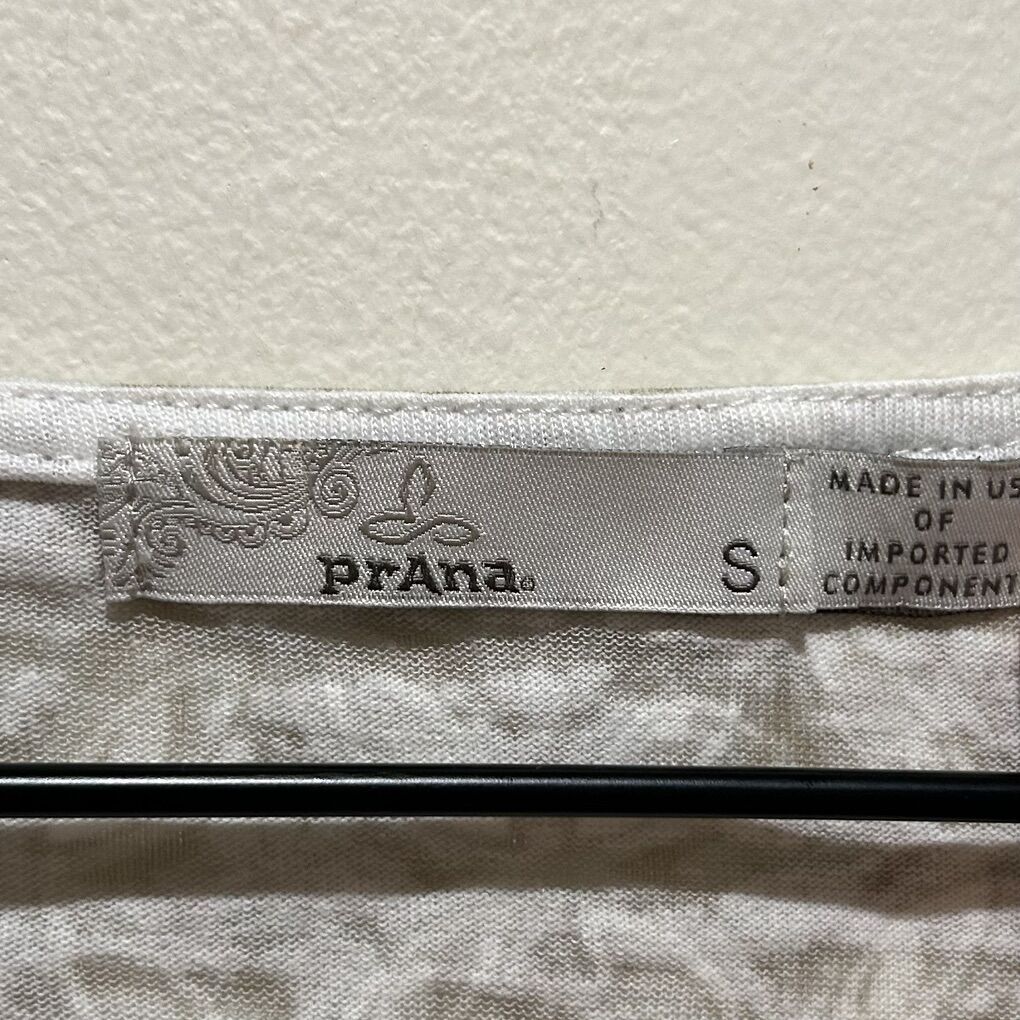 prAna®
S
MADE IN US
OF
IMPORTED
COMPONENT